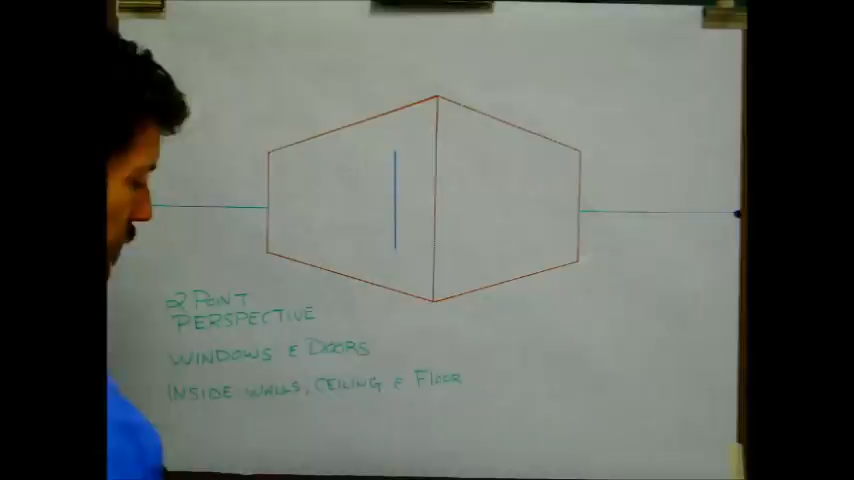 2 POINT
PERSPECTIVE
WINDOWS & DOORS
INSIDE WALLS, CEILING & FLOOR